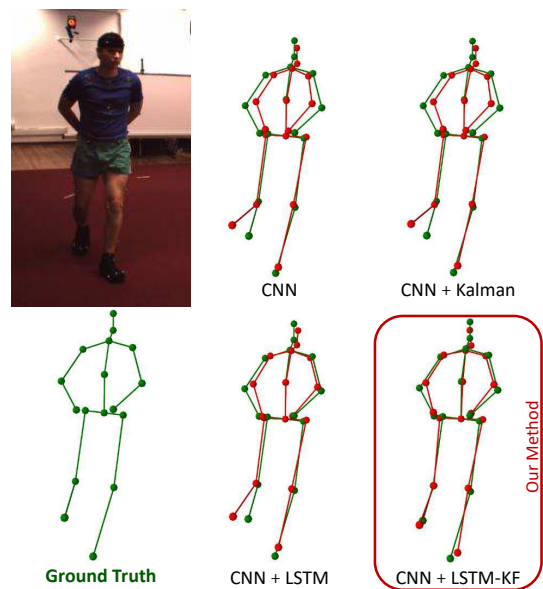 CNN
CNN + Kalman
Ground Truth
CNN + LSTM
CNN + LSTM-KF
Our Method